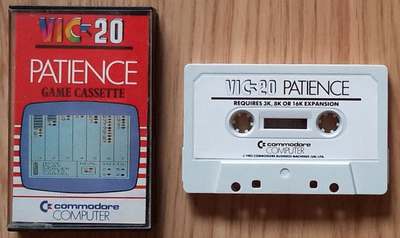 VIC-20
PATIENCE
GAME CASSETTE
commodore
COMPUTER
VIC-20 PATIENCE
REQUIRES 3K, 8K OR 16K EXPANSION
commodore
COMPUTER